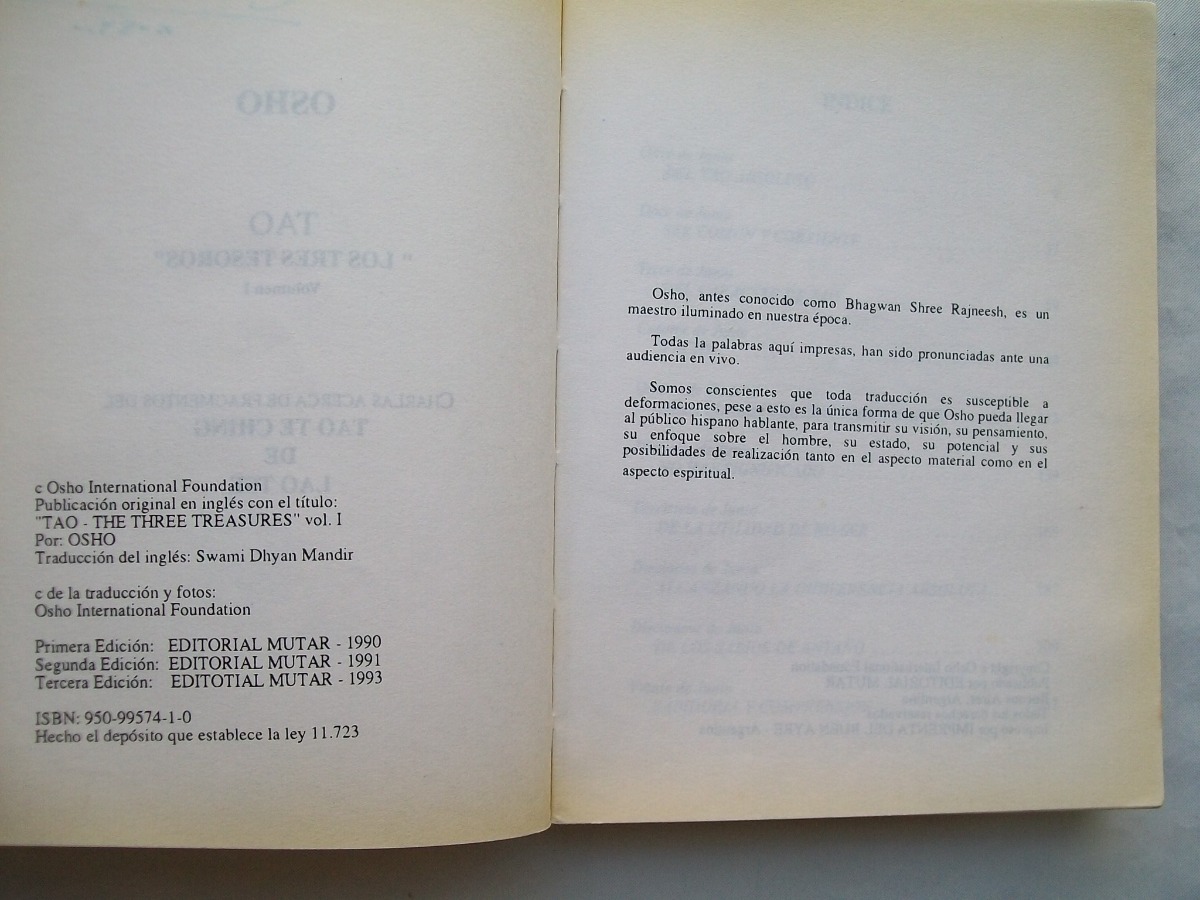 c Osho International Foundation
Publicación original en inglés con el título:
"TAO - THE THREE TREASURES" vol. I
Por: OSHO
Traducción del inglés: Swami Dhyan Mandir
c de la traducción y fotos:
Osho International Foundation
Primera Edición: EDITORIAL MUTAR - 1990
Segunda Edición: EDITORIAL MUTAR - 1991
Tercera Edición: EDITOTIAL MUTAR - 1993
ISBN: 950-99574-1-0
Hecho el depósito que establece la ley 11.723
Osho, antes conocido como Bhagwan Shree Rajneesh, es un
maestro iluminado en nuestra época.
Todas la palabras aquí impresas, han sido pronunciadas ante una
audiencia en vivo.
Somos conscientes que toda traducción es susceptible a
deformaciones, pese a esto es la única forma de que Osho pueda llegar
al público hispano hablante, para transmitir su visión, su pensamiento,
su enfoque sobre el hombre, su estado, su potencial y sus
posibilidades de realización tanto en el aspecto material como en el
aspecto espiritual.